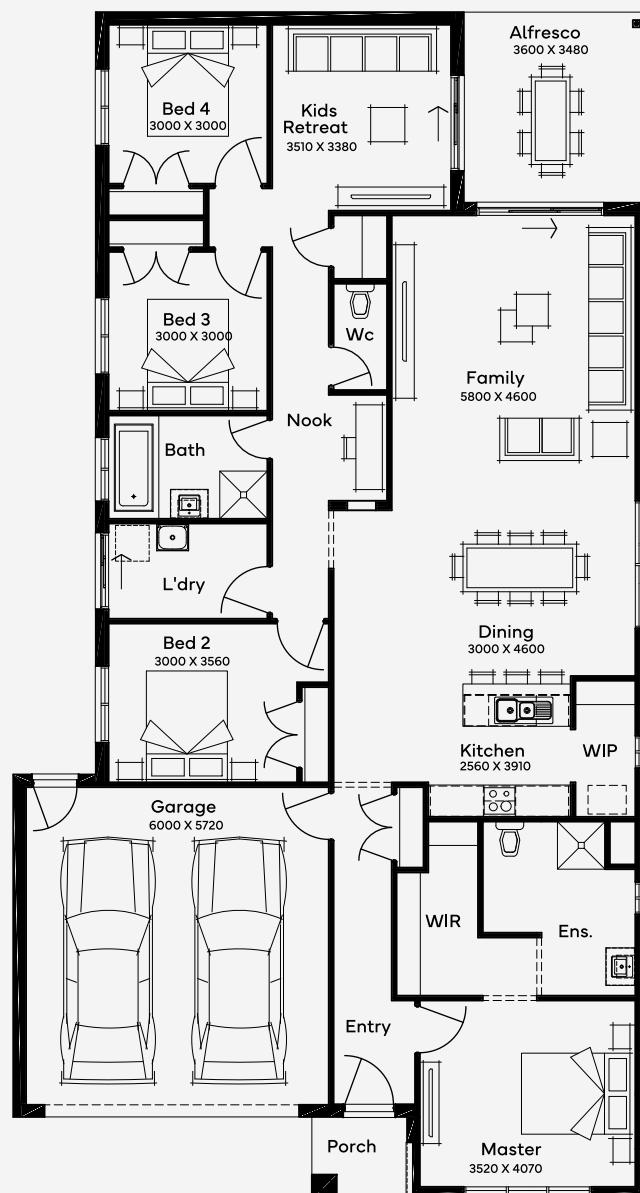 Alfresco
3600 X 3480
Bed 4
3000 X 3000
Kids
Retreat
3510 X 3380
Bed 3
3000 X 3000
Wc
Family
5800 X 4600
Nook
Bath
L'dry
Bed 2
3000 X 3560
Dining
3000 X 4600
Kitchen
2560 X 3910
WIP
Garage
6000 X 5720
WIR
Ens.
Entry
Porch
Master
3520 X 4070